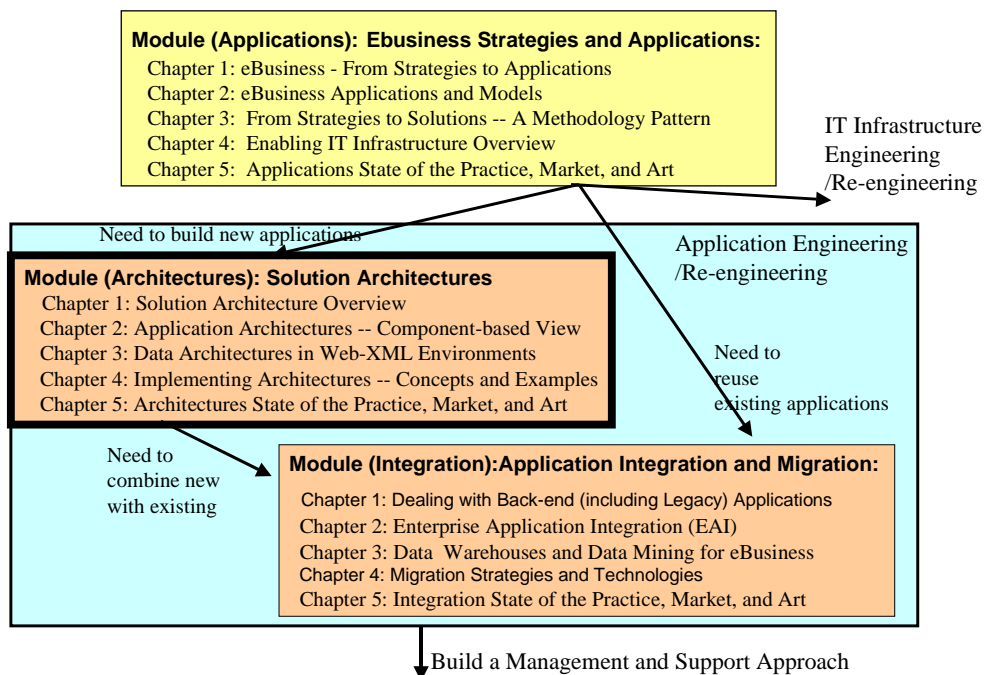 Module (Applications): Ebusiness Strategies and Applications:
Chapter 1: eBusiness - From Strategies to Applications
Chapter 2: eBusiness Applications and Models
Chapter 3: From Strategies to Solutions -- A Methodology Pattern
Chapter 4: Enabling IT Infrastructure Overview
Chapter 5: Applications State of the Practice, Market, and Art
IT Infrastructure
Engineering
/Re-engineering
Need to build new applications
Application Engineering
/Re-engineering
Module (Architectures): Solution Architectures
Chapter 1: Solution Architecture Overview
Chapter 2: Application Architectures -- Component-based View
Chapter 3: Data Architectures in Web-XML Environments
Chapter 4: Implementing Architectures -- Concepts and Examples
Chapter 5: Architectures State of the Practice, Market, and Art
Need to
reuse
existing applications
Need to
combine new
with existing
Module (Integration):Application Integration and Migration:
Chapter 1: Dealing with Back-end (including Legacy) Applications
Chapter 2: Enterprise Application Integration (EAI)
Chapter 3: Data Warehouses and Data Mining for eBusiness
Chapter 4: Migration Strategies and Technologies
Chapter 5: Integration State of the Practice, Market, and Art
Build a Management and Support Approach